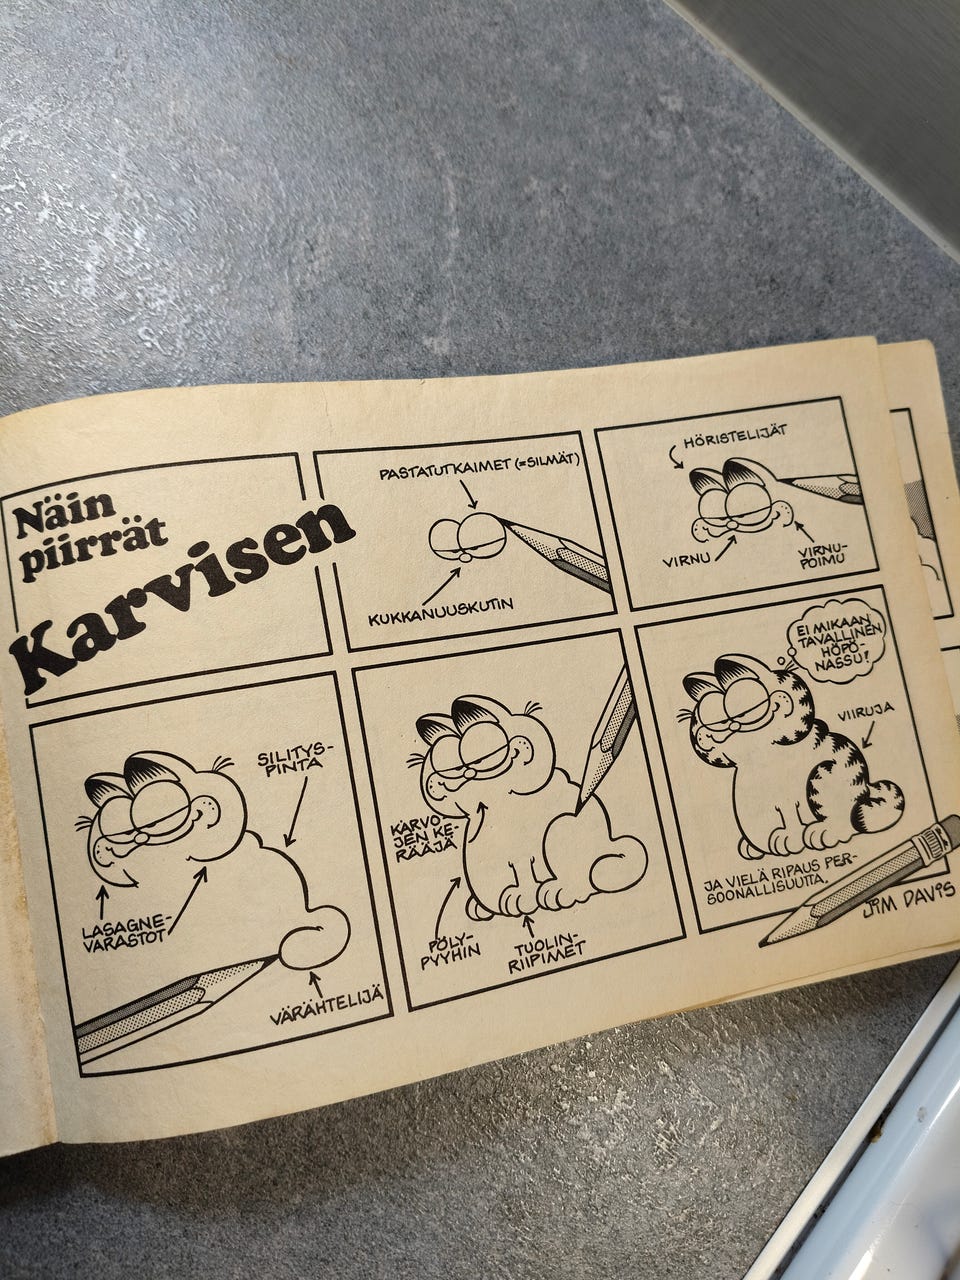 Näin
piirrät
Karvisen
PASTATUTKAIMET (=SILMÄT)
KUKKANUUSKUTIN
HÖRISTELIJÄT
VIRNU
VIRNU-
POIMU
SILITYS-
PINTA
LASAGNE-
VARASTOT
VÄRÄHTELIJÄ
KARVO-
JEN KE-
RÄÄJÄ
PÖLY-
PYYHIN
TUOLIN-
RIIPIMET
EI MIKAAN
TAVALLINEN
HÖPÖ-
NASSU!
VIIRUJA
JA VIELÄ RIPAUS PER-
SOONALLISUUTTA.
JIM DAVIS